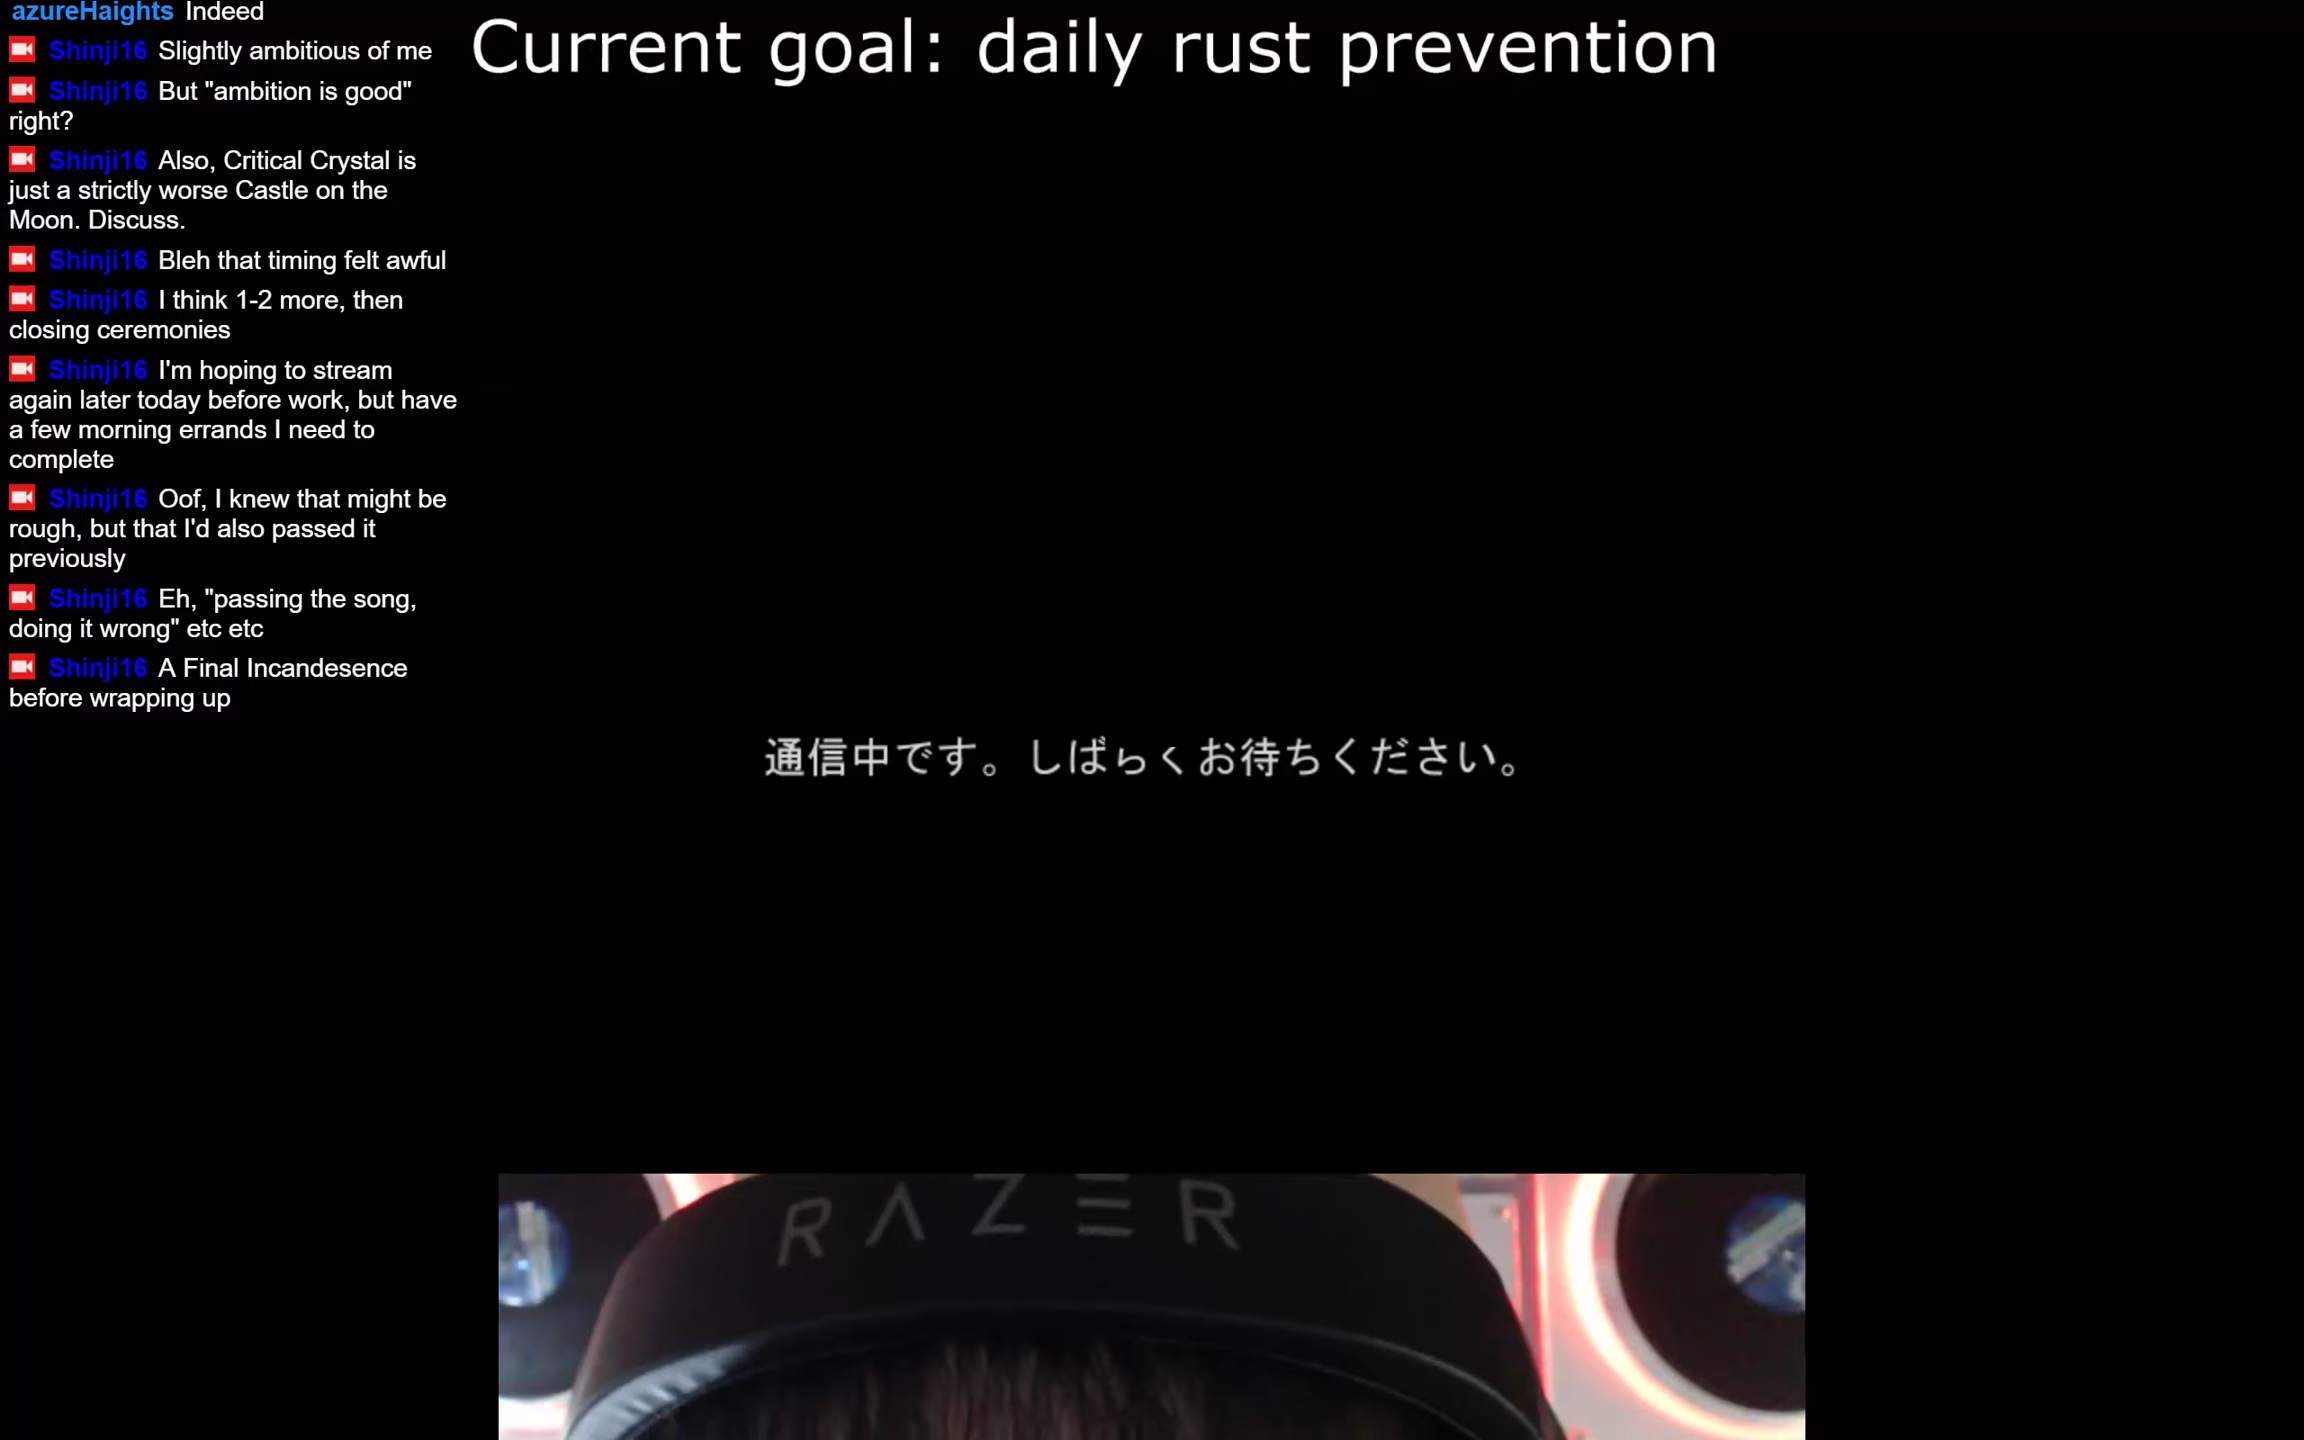 azureHaights Indeed
Shinji16 Slightly ambitious of me
Shinji16 But "ambition is good"
right?
Shinji16 Also, Critical Crystal is
just a strictly worse Castle on the
Moon. Discuss.
Shinji16 Bleh that timing felt awful
Shinji16 I think 1-2 more, then
closing ceremonies
Shinji16 I'm hoping to stream
again later today before work, but have
a few morning errands I need to
complete
Shinji16 Oof, I knew that might be
rough, but that I'd also passed it
previously
Shinji16 Eh, "passing the song,
doing it wrong" etc etc
Shinji16 A Final Incandesence
before wrapping up
Current goal: daily rust prevention
通信中です。しばらくお待ちください。
RAZER